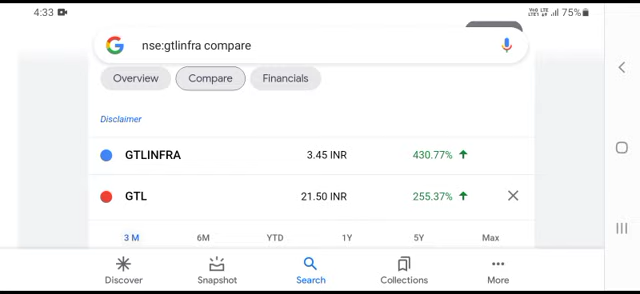 4:33 75%
nse:gtlinfra compare
Overview Compare Financials
Disclaimer
GTLINFRA 3.45 INR 430.77%
GTL 21.50 INR 255.37%
3 M 6M YTD 1Y 5Y Max
Discover Snapshot Search Collections More